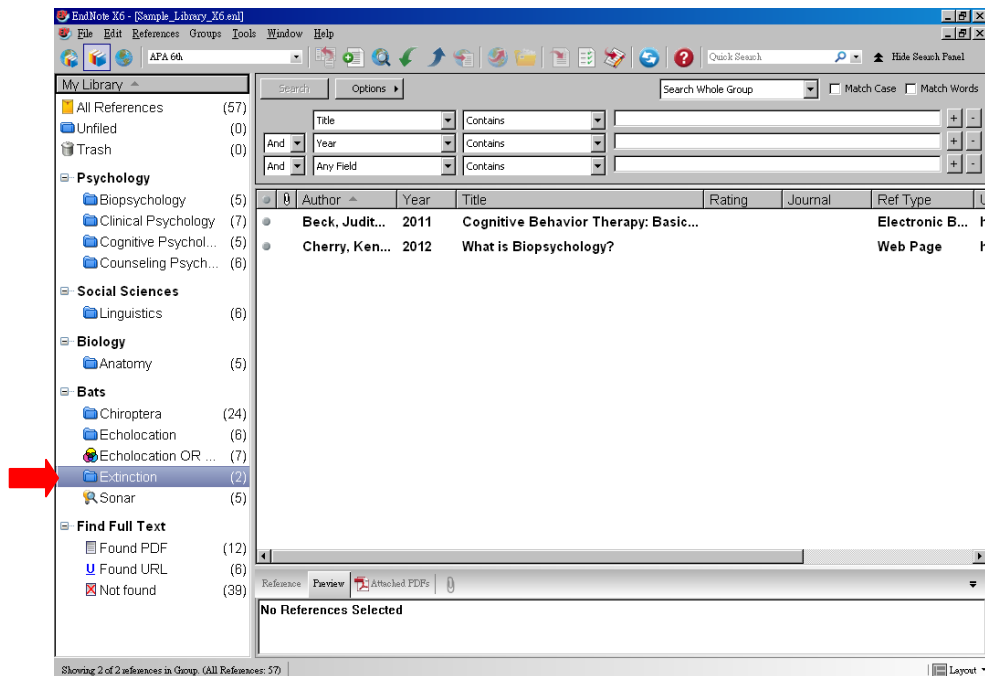 EndNote X6 - [Sample_Library_X6.enl]
File Edit References Groups Tools Window Help
APA 6th
Quick Search
Hide Search Panel
My Library
All References (57)
Unfiled (0)
Trash (0)
Psychology
Biopsychology (5)
Clinical Psychology (7)
Cognitive Psychol... (5)
Counseling Psych... (6)
Social Sciences
Linguistics (6)
Biology
Anatomy (5)
Bats
Chiroptera (24)
Echolocation (6)
Echolocation OR ... (7)
Extinction (2)
Sonar (5)
Find Full Text
Found PDF (12)
U Found URL (6)
Not found (39)
Search Options Search Whole Group Match Case Match Words
Title Contains + -
And Year Contains + -
And Any Field Contains + -
Author Year Title Rating Journal Ref Type U
Beck, Judit... 2011 Cognitive Behavior Therapy: Basic... Electronic B... h
Cherry, Ken... 2012 What is Biopsychology? Web Page h
Reference Preview Attached PDFs
No References Selected
Showing 2 of 2 references in Group. (All References: 57)
Layout